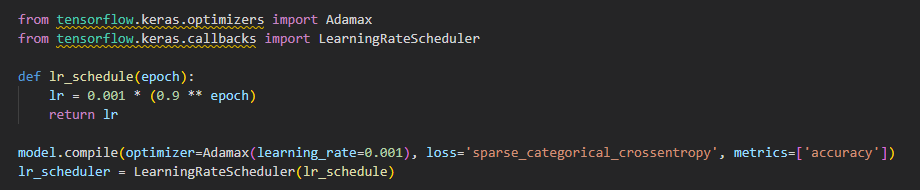 from tensorflow.keras.optimizers import Adamax
from tensorflow.keras.callbacks import LearningRateScheduler

def lr_schedule(epoch):
    lr = 0.001 * (0.9 ** epoch)
    return lr

model.compile(optimizer=Adamax(learning_rate=0.001), loss='sparse_categorical_crossentropy', metrics=['accuracy'])
lr_scheduler = LearningRateScheduler(lr_schedule)